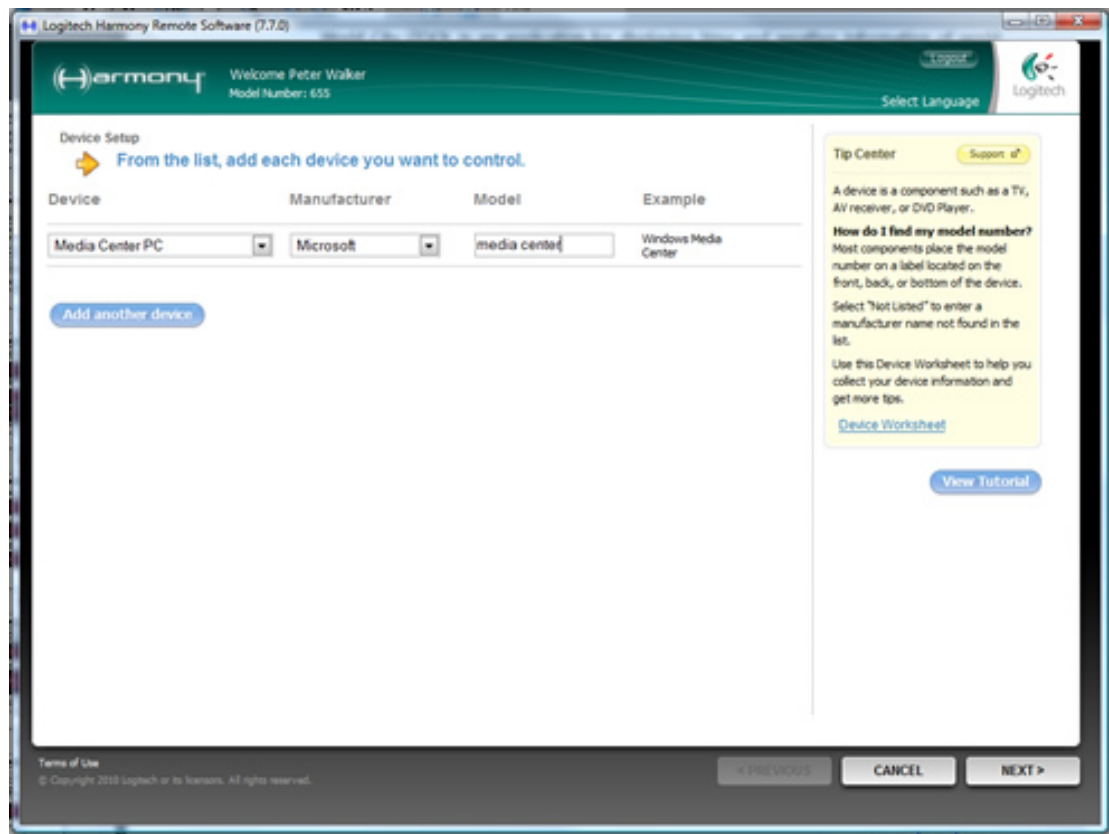 Logitech Harmony Remote Software (7.7.0)
Harmony
Welcome Peter Walker
Model Number: 655
Logout
Select Language
Logitech
Device Setup
From the list, add each device you want to control.
Device Manufacturer Model Example
Media Center PC Microsoft media center Windows Media
Center
Add another device
Tip Center Support
A device is a component such as a TV,
AV receiver, or DVD Player.
How do I find my model number?
Most components place the model
number on a label located on the
front, back, or bottom of the device.
Select "Not Listed" to enter a
manufacturer name not found in the
list.
Use this Device Worksheet to help you
collect your device information and
get more tips.
Device Worksheet
View Tutorial
Terms of Use
© Copyright 2010 Logitech or its licensors. All rights reserved.
< PREVIOUS CANCEL NEXT >